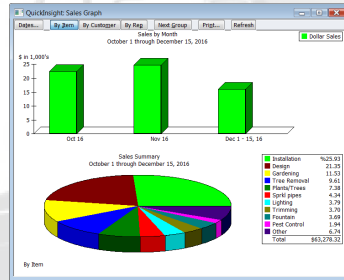 QuickInsight: Sales Graph
Dates... By Item By Customer By Rep Next Group Print... Refresh
Sales by Month
October 1 through December 15, 2016
Dollar Sales
$ in 1,000's
25
20
15
10
5
0
Oct 16 Nov 16 Dec 1 - 15, 16
Sales Summary
October 1 through December 15, 2016
Installation %25.93
Design 21.35
Gardening 11.53
Tree Removal 9.61
Plants/Trees 7.38
Sprkl pipes 4.34
Lighting 3.79
Trimming 3.70
Fountain 3.69
Pest Control 1.94
Other 6.74
Total $63,278.32
By Item